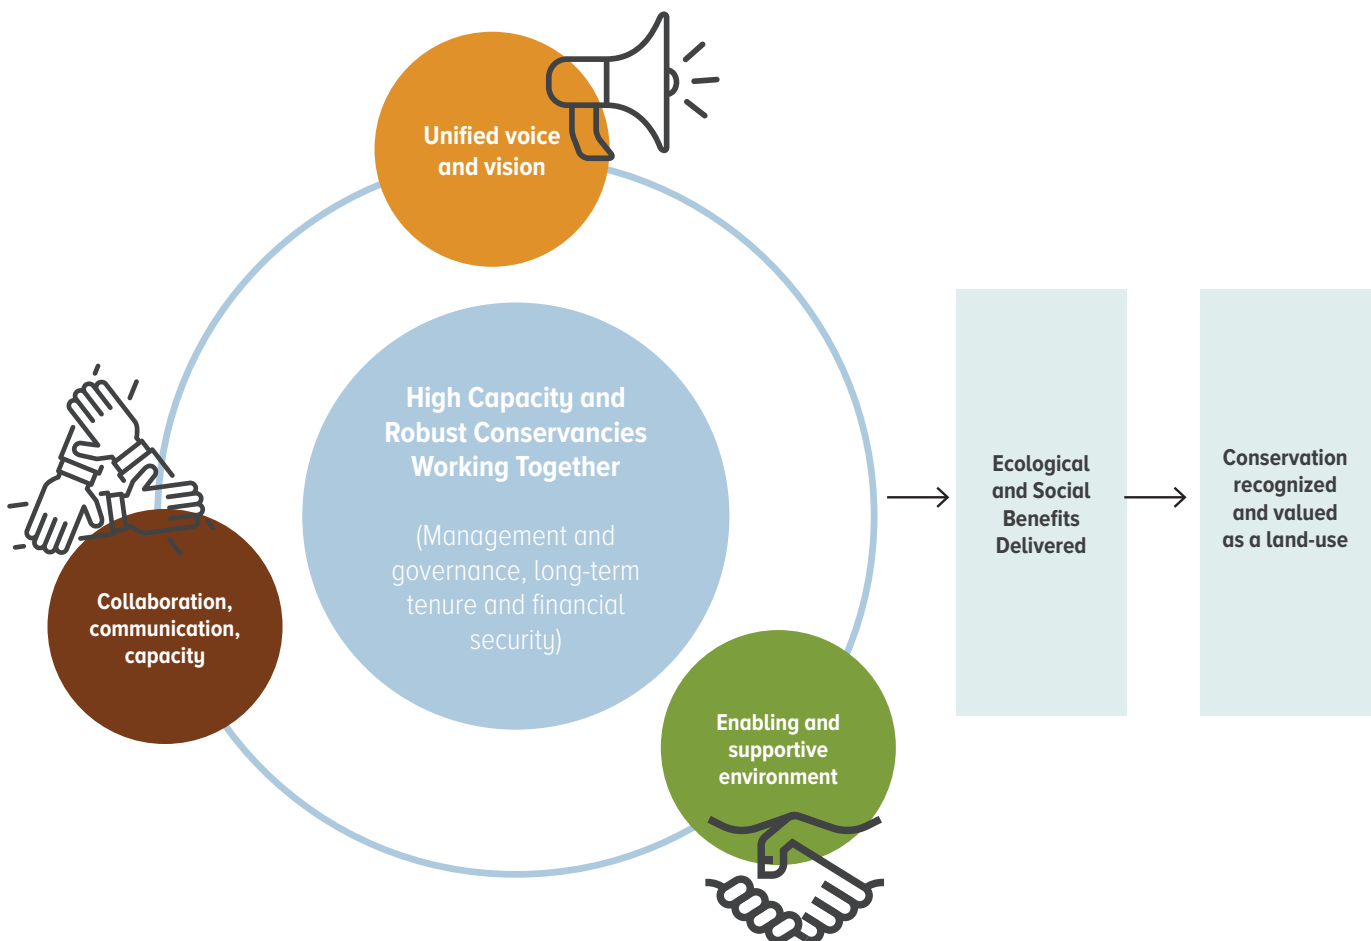 Unified voice
and vision
High Capacity and
Robust Conservancies
Working Together
(Management and
governance, long-term
tenure and financial
security)
Collaboration,
communication,
capacity
Enabling and
supportive
environment
Ecological
and Social
Benefits
Delivered
Conservation
recognized
and valued
as a land-use